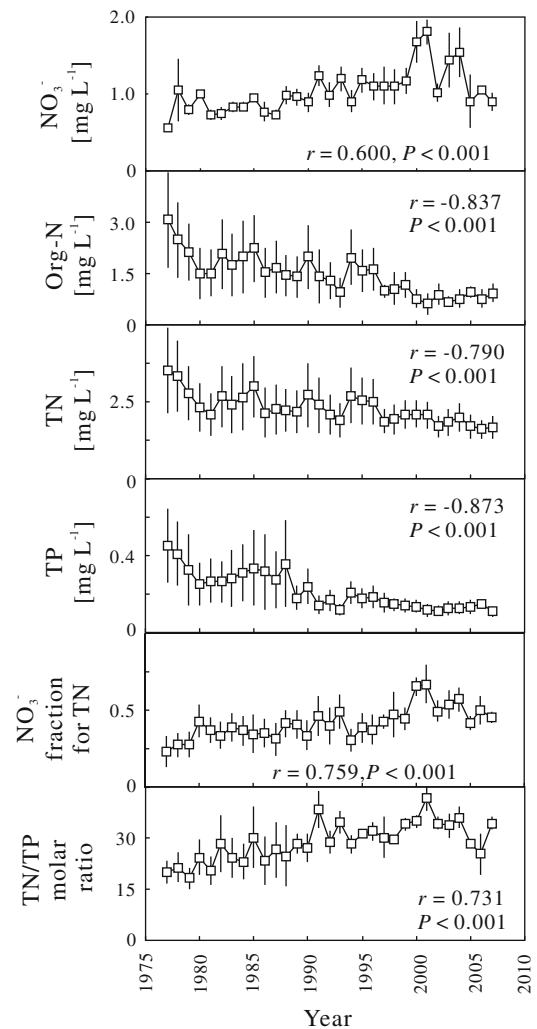 2.0
1.0
0
NO₃⁻
[mg L⁻¹]
r = 0.600, P < 0.001
3.0
1.5
0
Org-N
[mg L⁻¹]
r = -0.837
P < 0.001
2.5
0
TN
[mg L⁻¹]
r = -0.790
P < 0.001
0.4
0
TP
[mg L⁻¹]
r = -0.873
P < 0.001
0.5
0
NO₃⁻
fraction
for TN
r = 0.759, P < 0.001
30
15
0
TN/TP
molar
ratio
r = 0.731
P < 0.001
1975
1980
1985
1990
1995
2000
2005
2010
Year